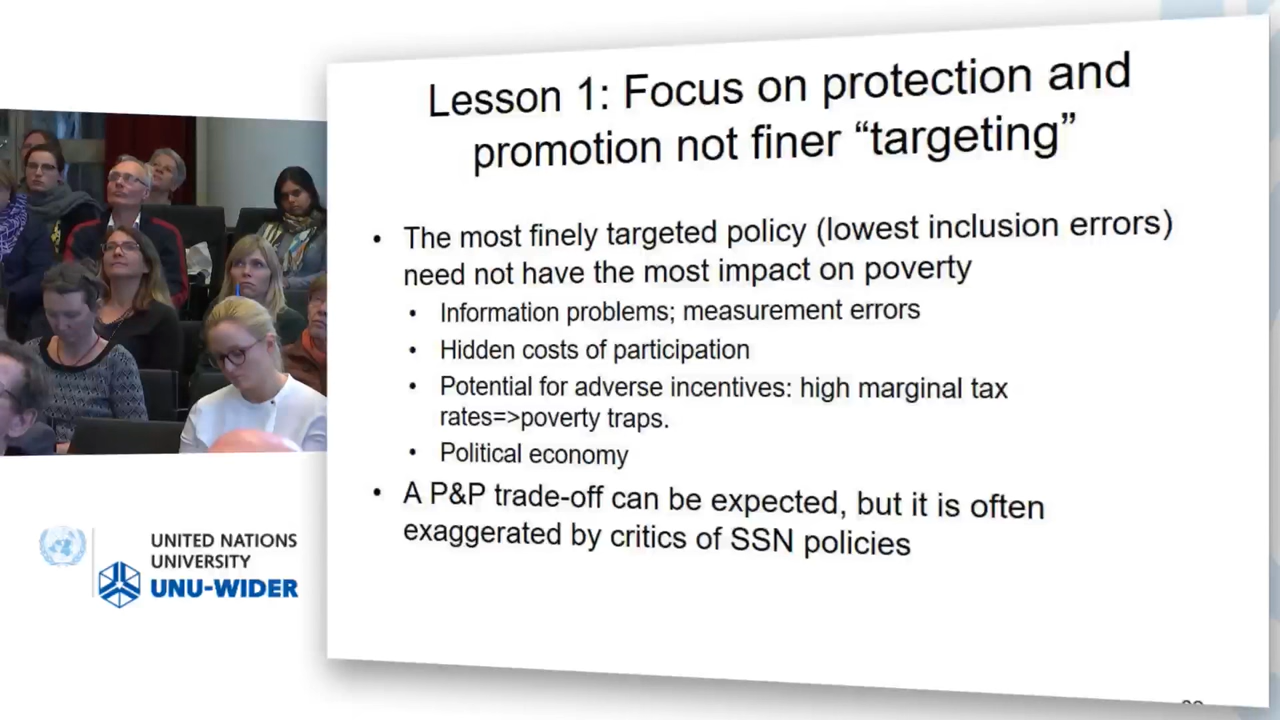 Lesson 1: Focus on protection and
promotion not finer “targeting”
• The most finely targeted policy (lowest inclusion errors)
need not have the most impact on poverty
• Information problems; measurement errors
• Hidden costs of participation
• Potential for adverse incentives: high marginal tax
rates=>poverty traps.
• Political economy
• A P&P trade-off can be expected, but it is often
exaggerated by critics of SSN policies
UNITED NATIONS
UNIVERSITY
UNU-WIDER